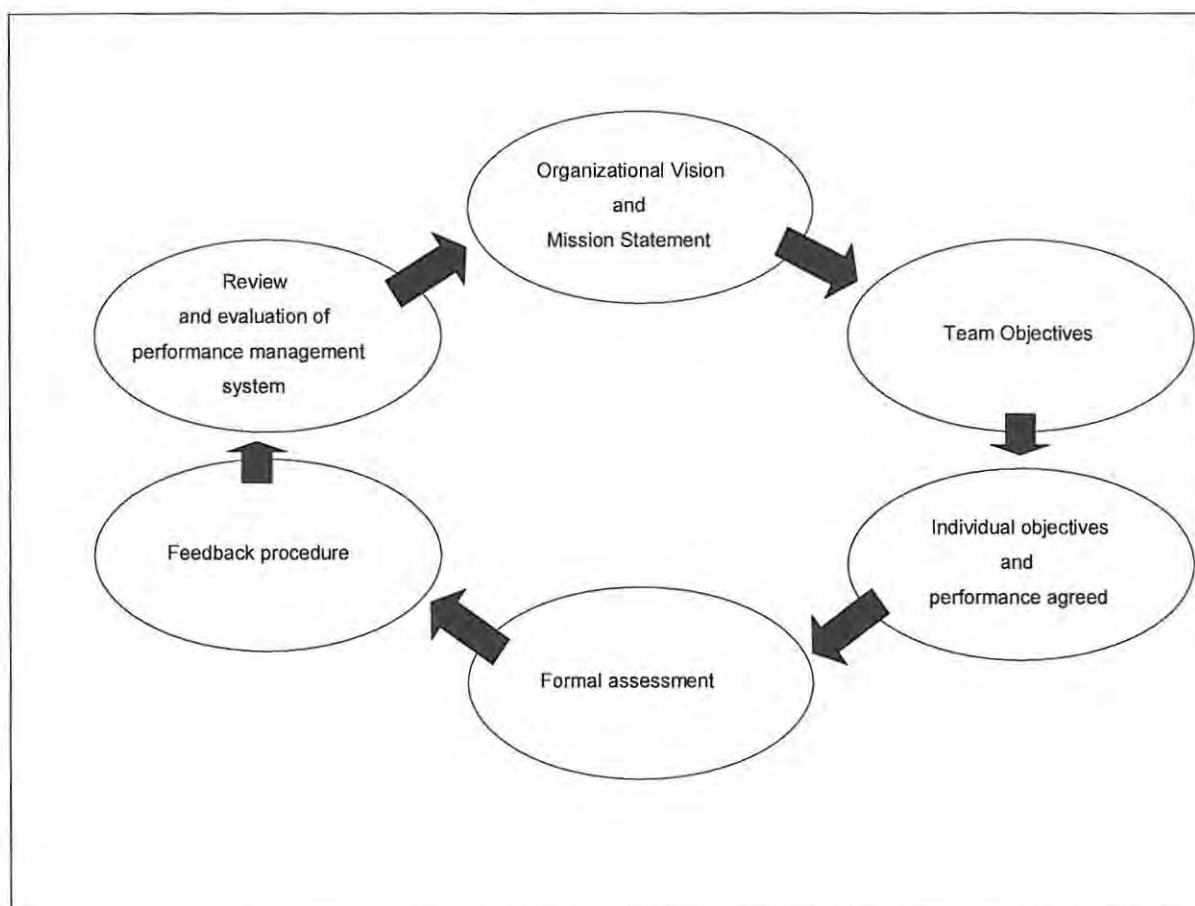 Organizational Vision
and
Mission Statement
Team Objectives
Individual objectives
and
performance agreed
Formal assessment
Feedback procedure
Review
and evaluation of
performance management
system